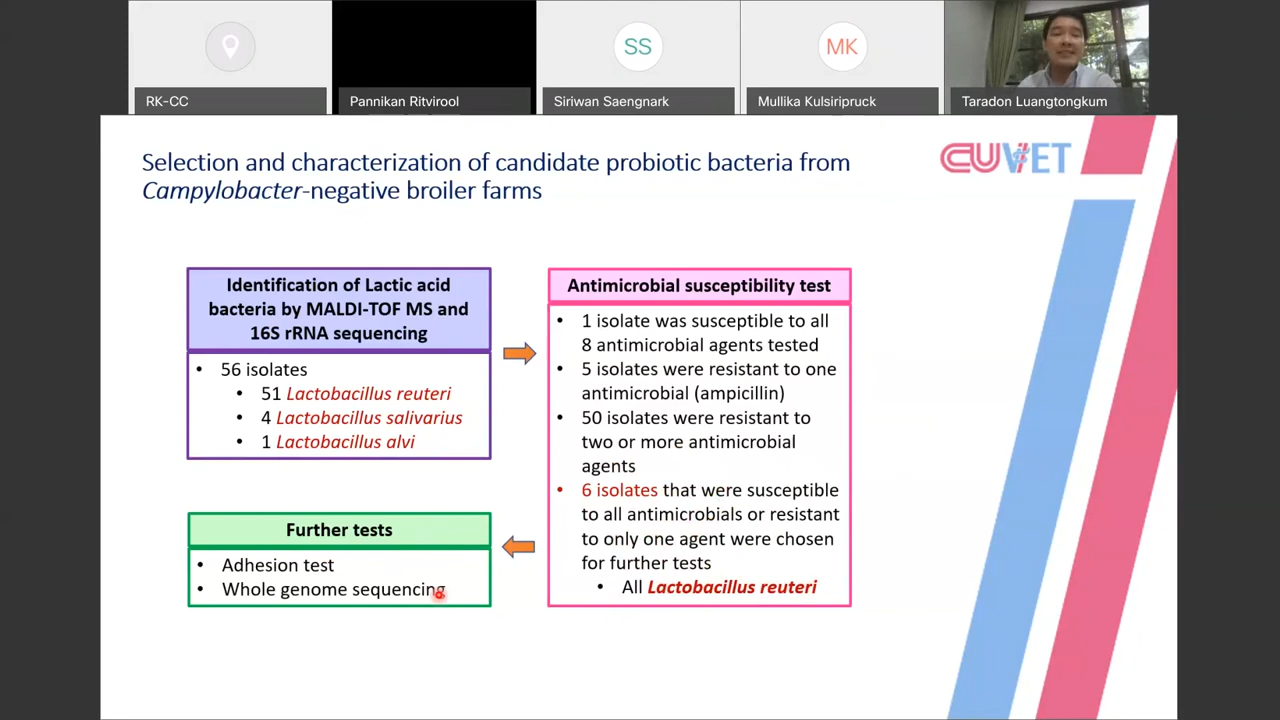 RK-CC
Pannikan Ritvirool
SS
Siriwan Saengnark
MK
Mullika Kulsiripruck
Taradon Luangtongkum
Selection and characterization of candidate probiotic bacteria from
Campylobacter-negative broiler farms
CUVET
Identification of Lactic acid
bacteria by MALDI-TOF MS and
16S rRNA sequencing
• 56 isolates
• 51 Lactobacillus reuteri
• 4 Lactobacillus salivarius
• 1 Lactobacillus alvi
Antimicrobial susceptibility test
• 1 isolate was susceptible to all
8 antimicrobial agents tested
• 5 isolates were resistant to one
antimicrobial (ampicillin)
• 50 isolates were resistant to
two or more antimicrobial
agents
• 6 isolates that were susceptible
to all antimicrobials or resistant
to only one agent were chosen
for further tests
• All Lactobacillus reuteri
Further tests
• Adhesion test
• Whole genome sequencing